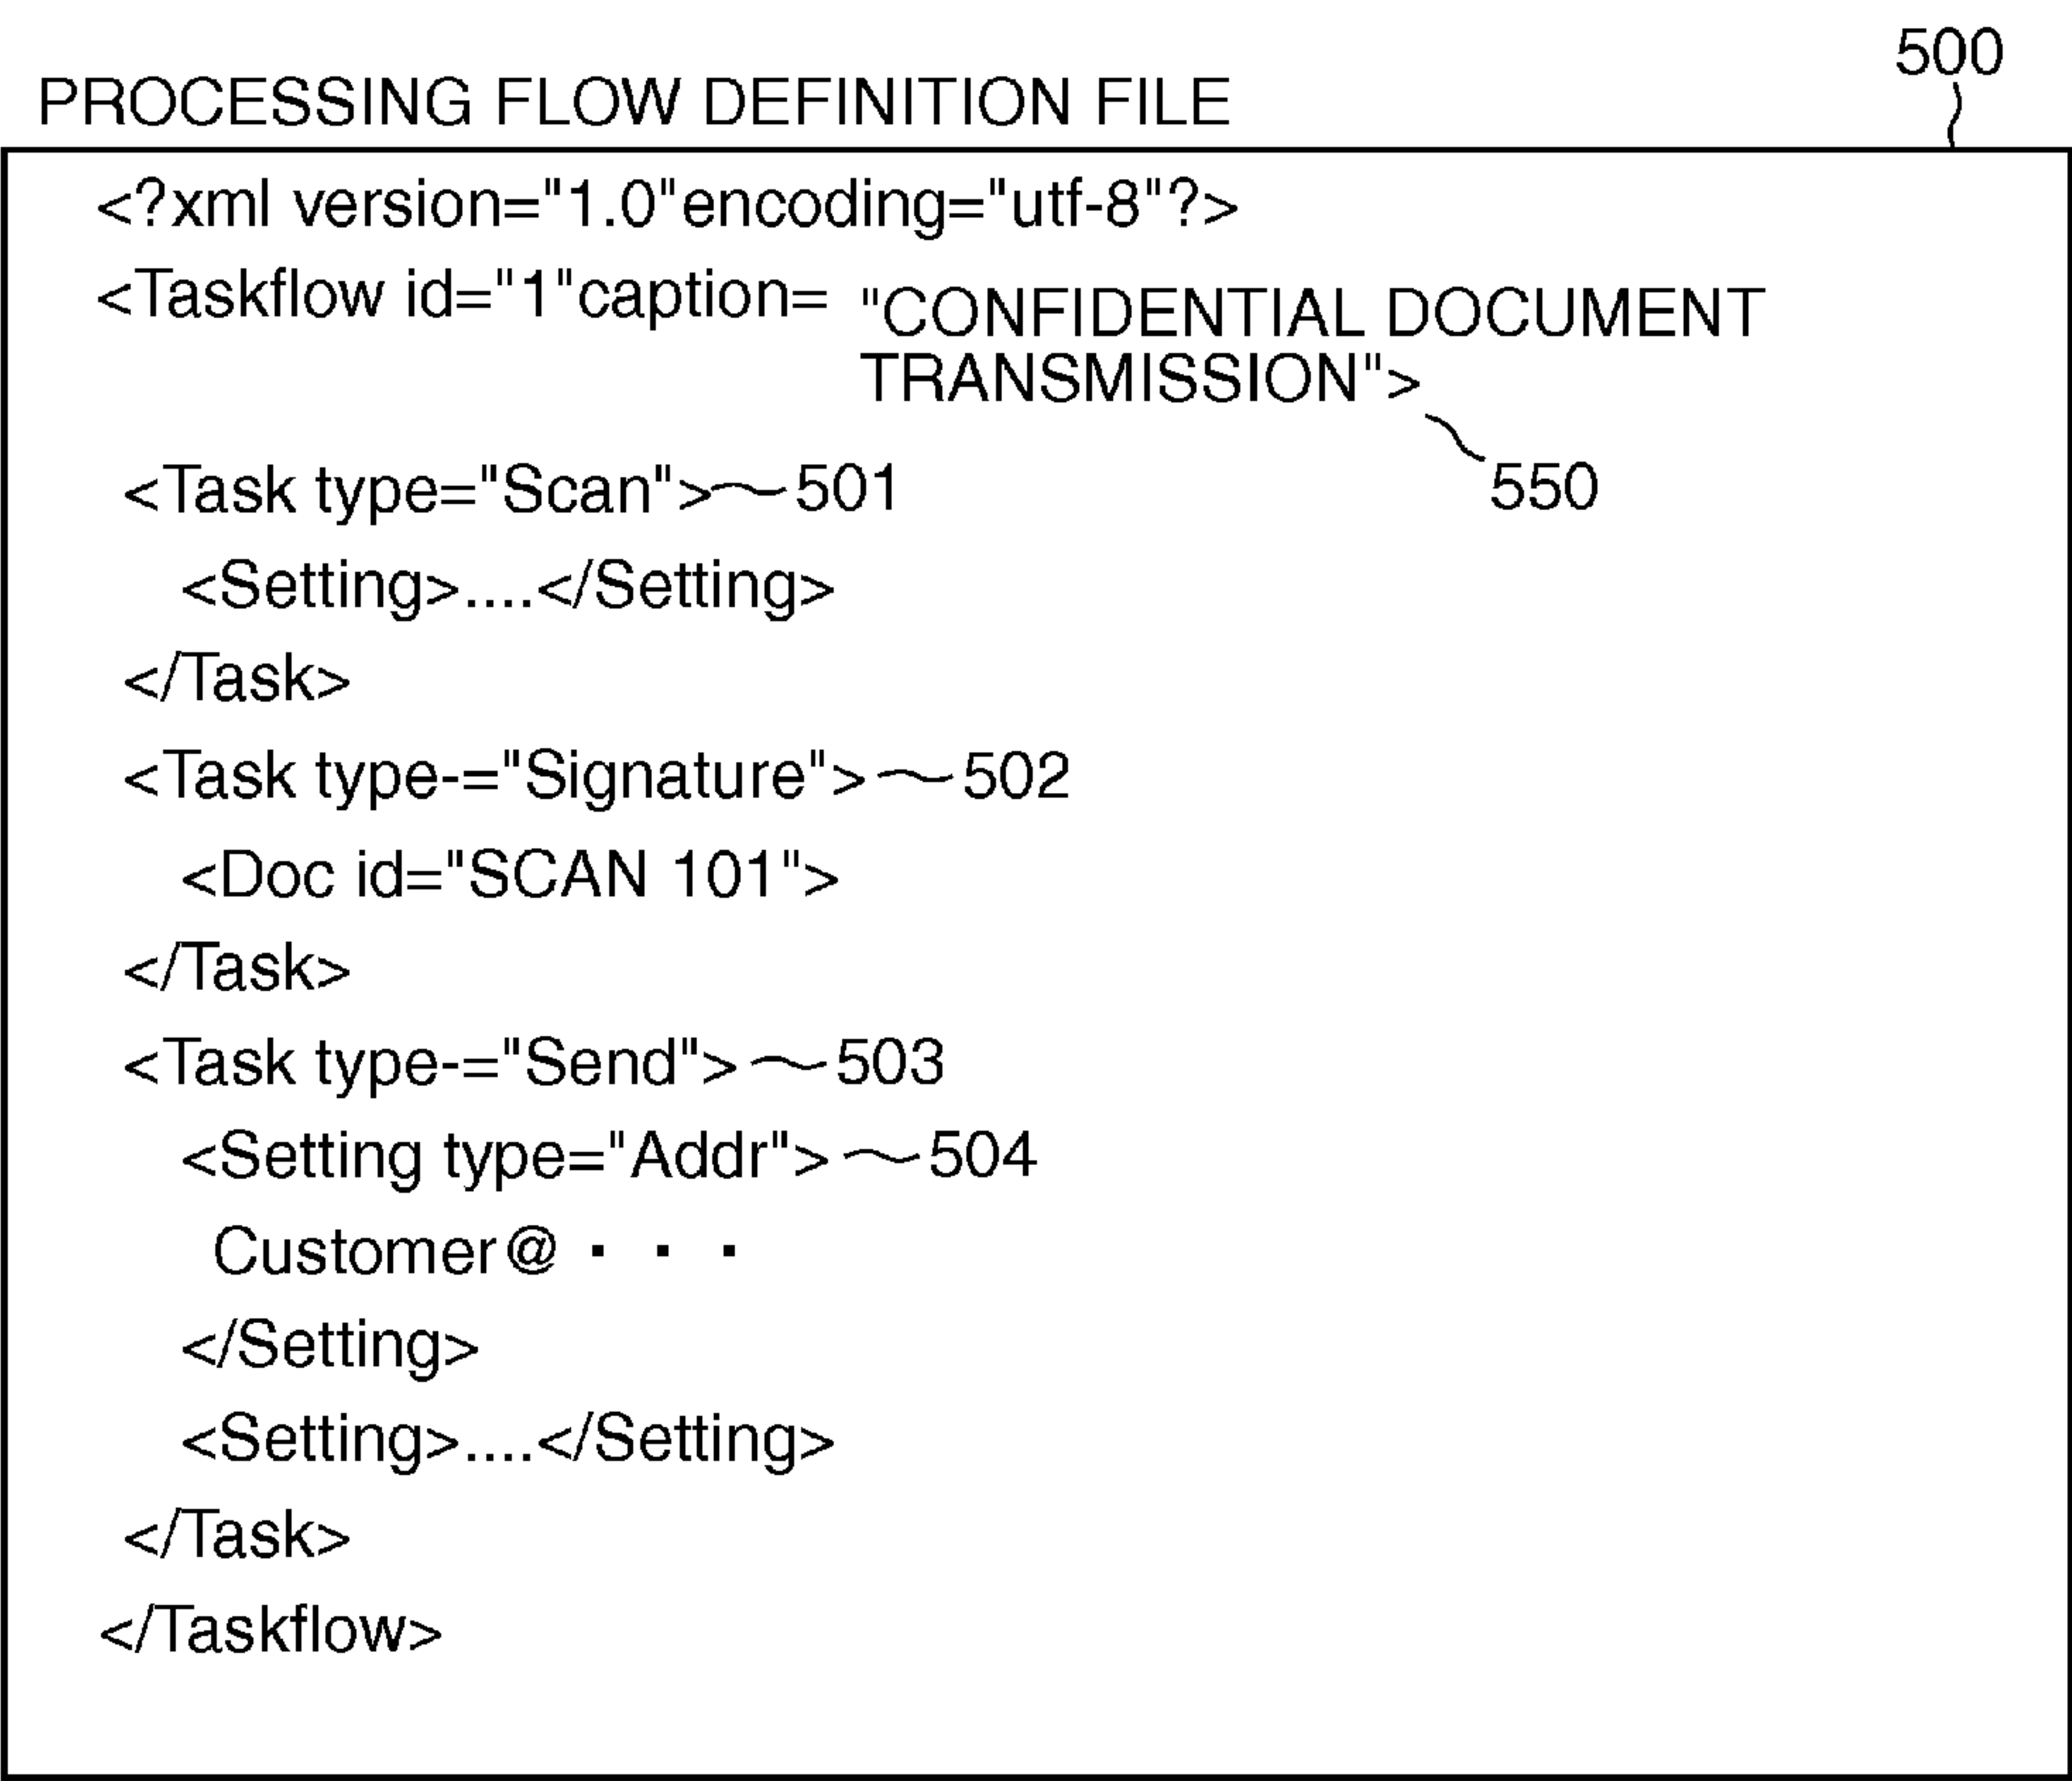 500
PROCESSING FLOW DEFINITION FILE
<?xml version="1.0"encoding="utf-8"?>
<Taskflow id="1"caption= "CONFIDENTIAL DOCUMENT
TRANSMISSION">
550
<Task type="Scan">~501
<Setting>....</Setting>
</Task>
<Task type-="Signature">~502
<Doc id="SCAN 101">
</Task>
<Task type-="Send">~503
<Setting type="Addr">~504
Customer@ · · ·
</Setting>
<Setting>....</Setting>
</Task>
</Taskflow>